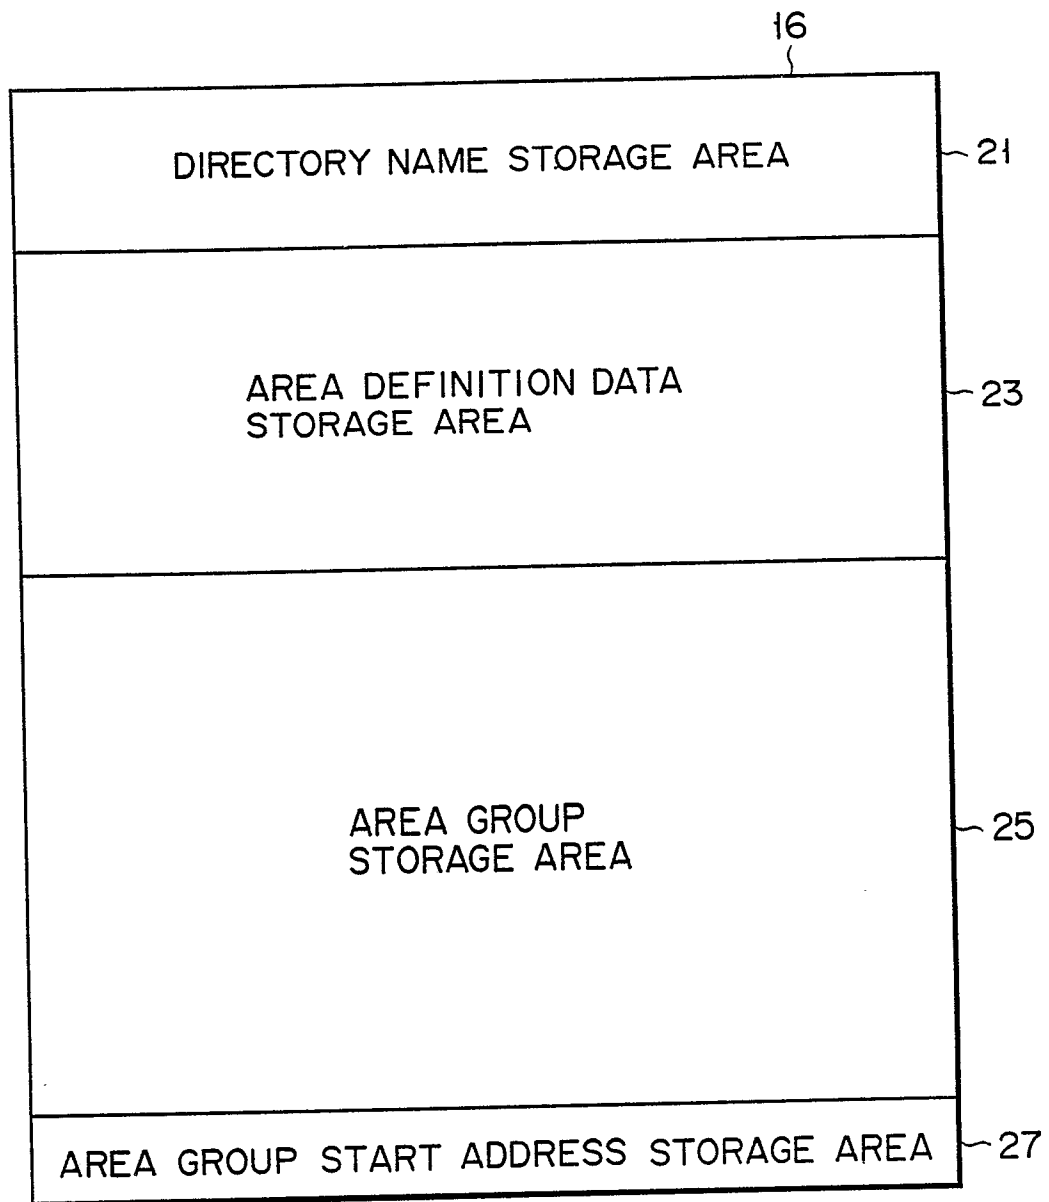 16
DIRECTORY NAME STORAGE AREA
21
AREA DEFINITION DATA
STORAGE AREA
23
AREA GROUP
STORAGE AREA
25
AREA GROUP START ADDRESS STORAGE AREA
27